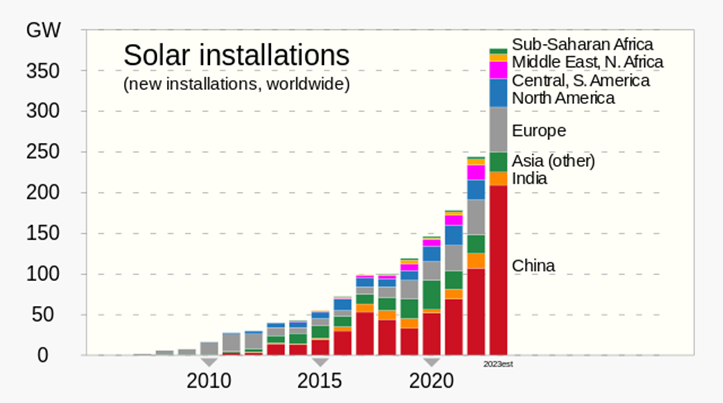 GW
Solar installations
(new installations, worldwide)
350
300
250
200
150
100
50
0
Sub-Saharan Africa
Middle East, N. Africa
Central, S. America
North America
Europe
Asia (other)
India
China
2010
2015
2020
2023est